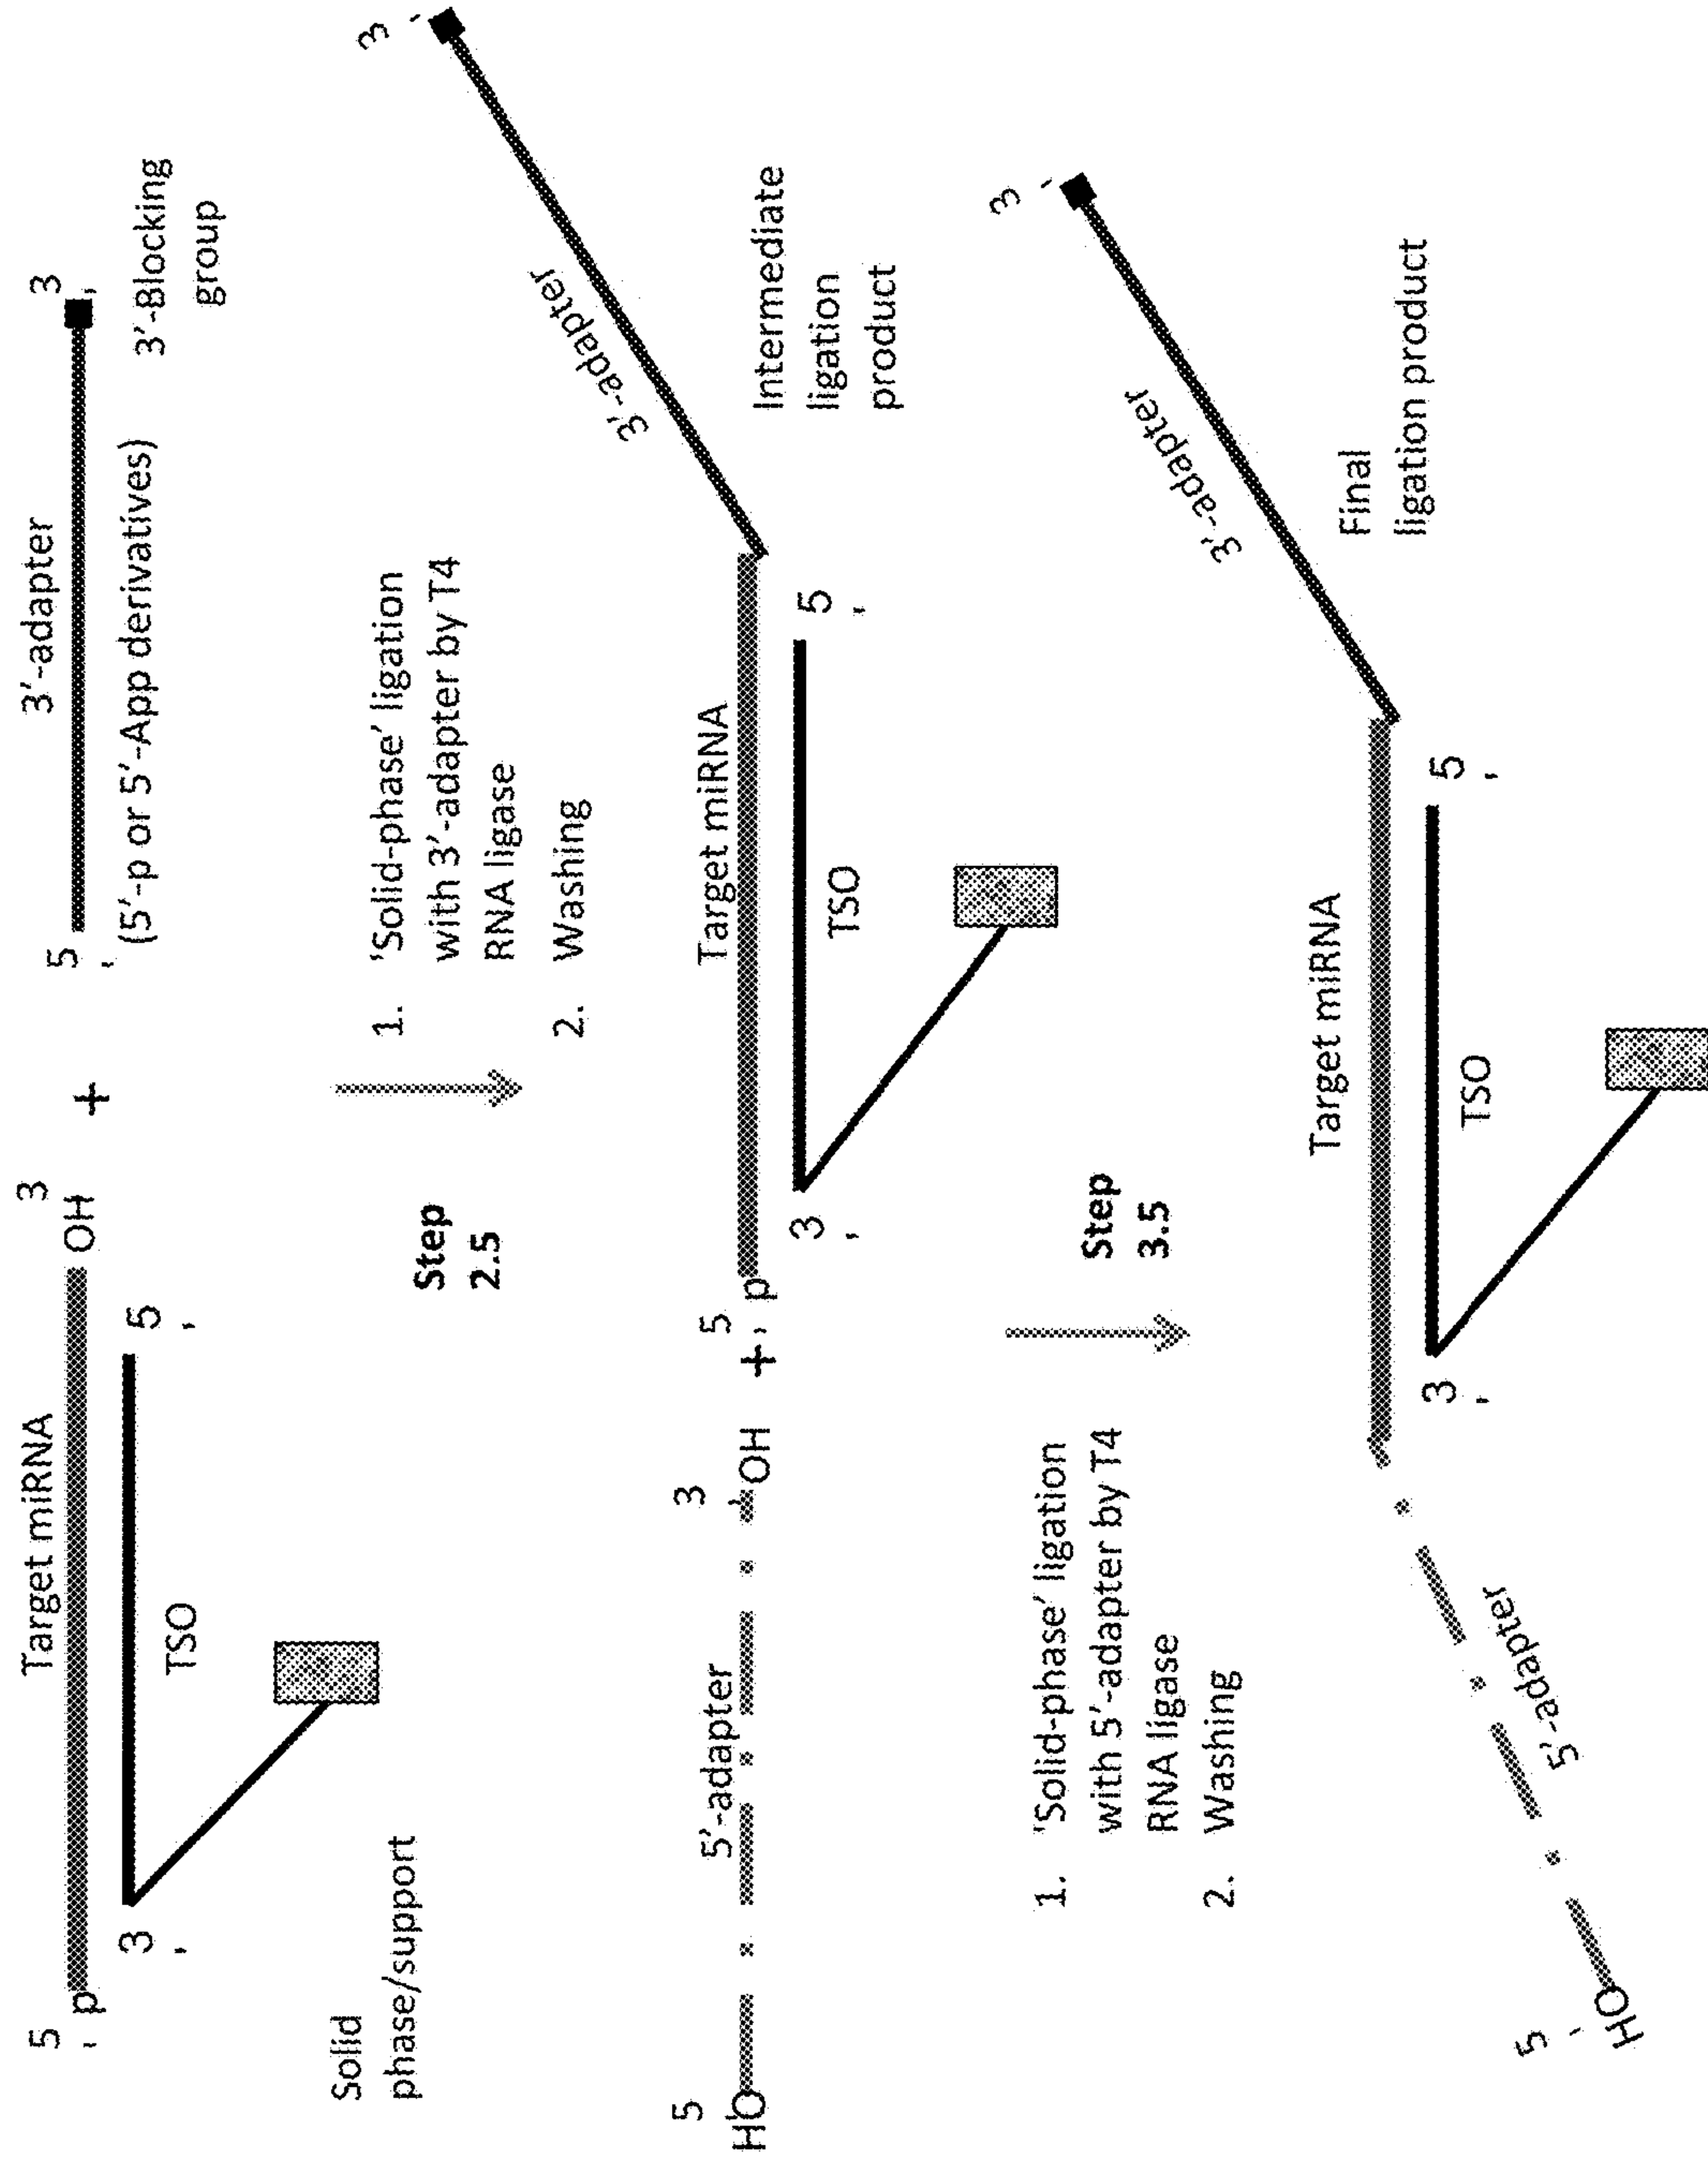 Target miRNA
5' p
OH 3
+
3'-adapter
5'
3'
(5'-p or 5'-App derivatives)
3'-Blocking
group
3'
5'
TSO
Solid
phase/support
Step
2.5
1. 'Solid-phase' ligation
with 3'-adapter by T4
RNA ligase
2. Washing
5'
HO
5'-adapter
3'
OH
+
5'
p
Target miRNA
3'-adapter
3'
3'
TSO
5'
Intermediate
ligation
product
1. 'Solid-phase' ligation
with 5'-adapter by T4
RNA ligase
2. Washing
Step
3.5
5'
HO
5'-adapter
Target miRNA
3'-adapter
3'
3'
TSO
5'
Final
ligation product